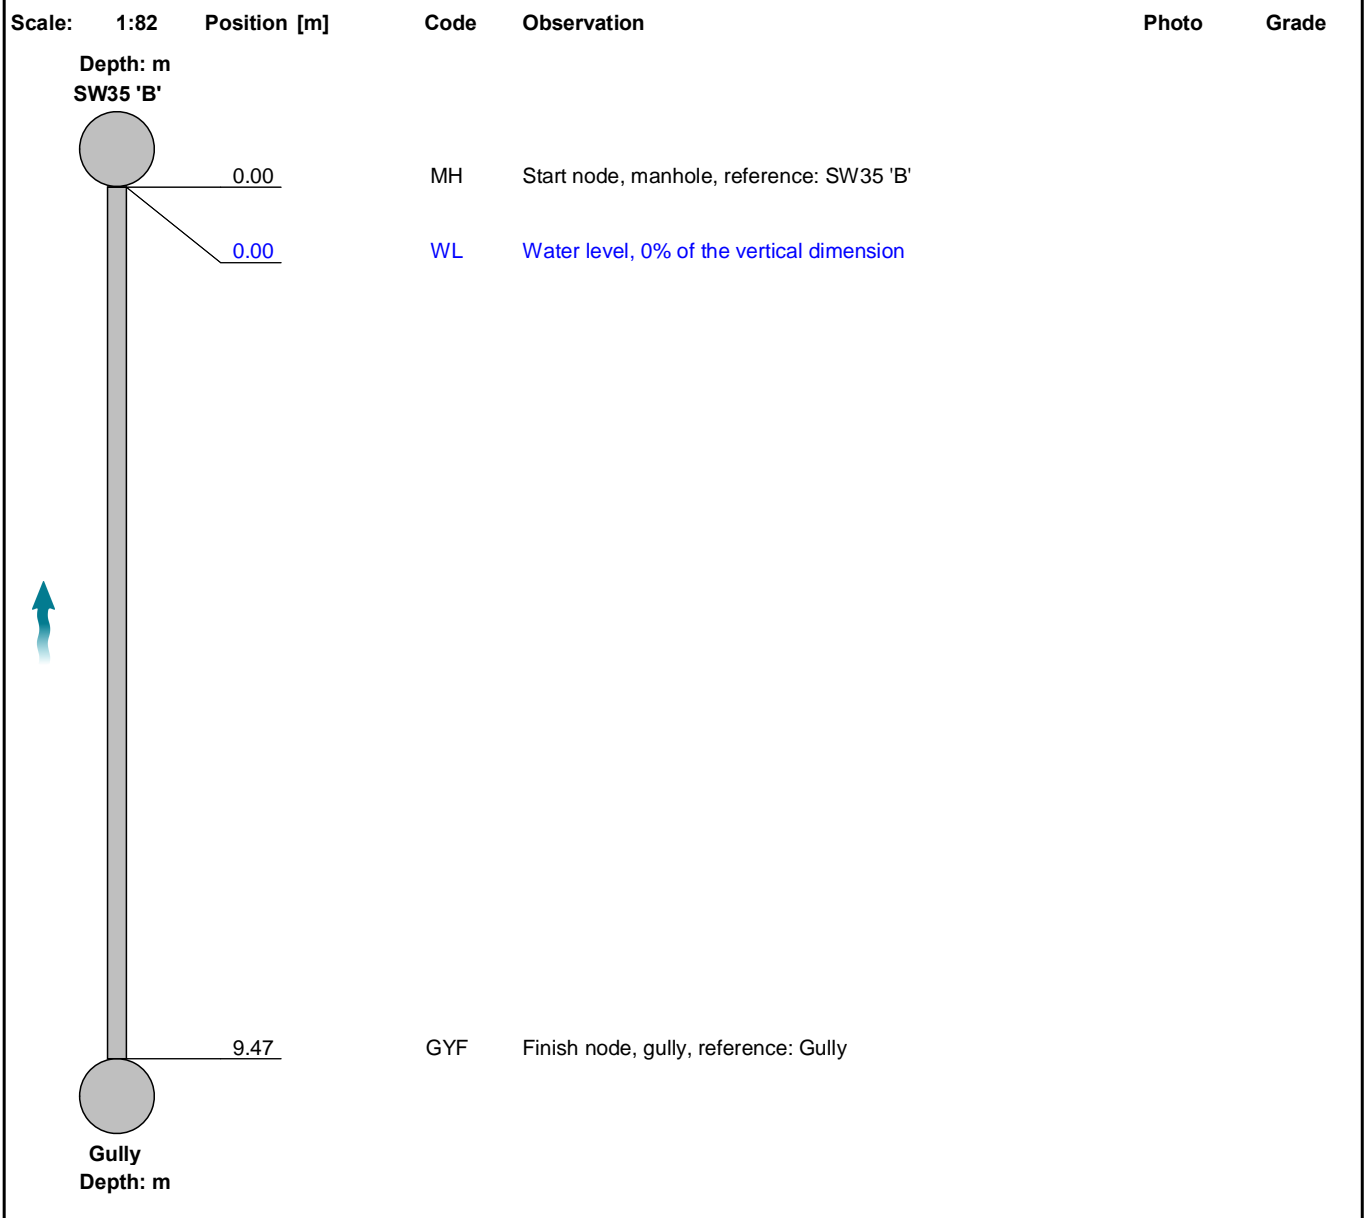 Scale: 1:82 Position [m] Code Observation Photo Grade
Depth: m
SW35 'B'
0.00 MH Start node, manhole, reference: SW35 'B'
0.00 WL Water level, 0% of the vertical dimension
9.47 GYF Finish node, gully, reference: Gully
Gully
Depth: m